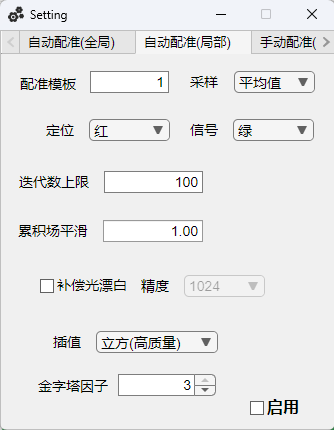 Setting
自动配准(全局) 自动配准(局部) 手动配准(
配准模板 1 采样 平均值
定位 红 信号 绿
迭代数上限 100
累积场平滑 1.00
补偿光漂白 精度 1024
插值 立方(高质量)
金字塔因子 3
启用